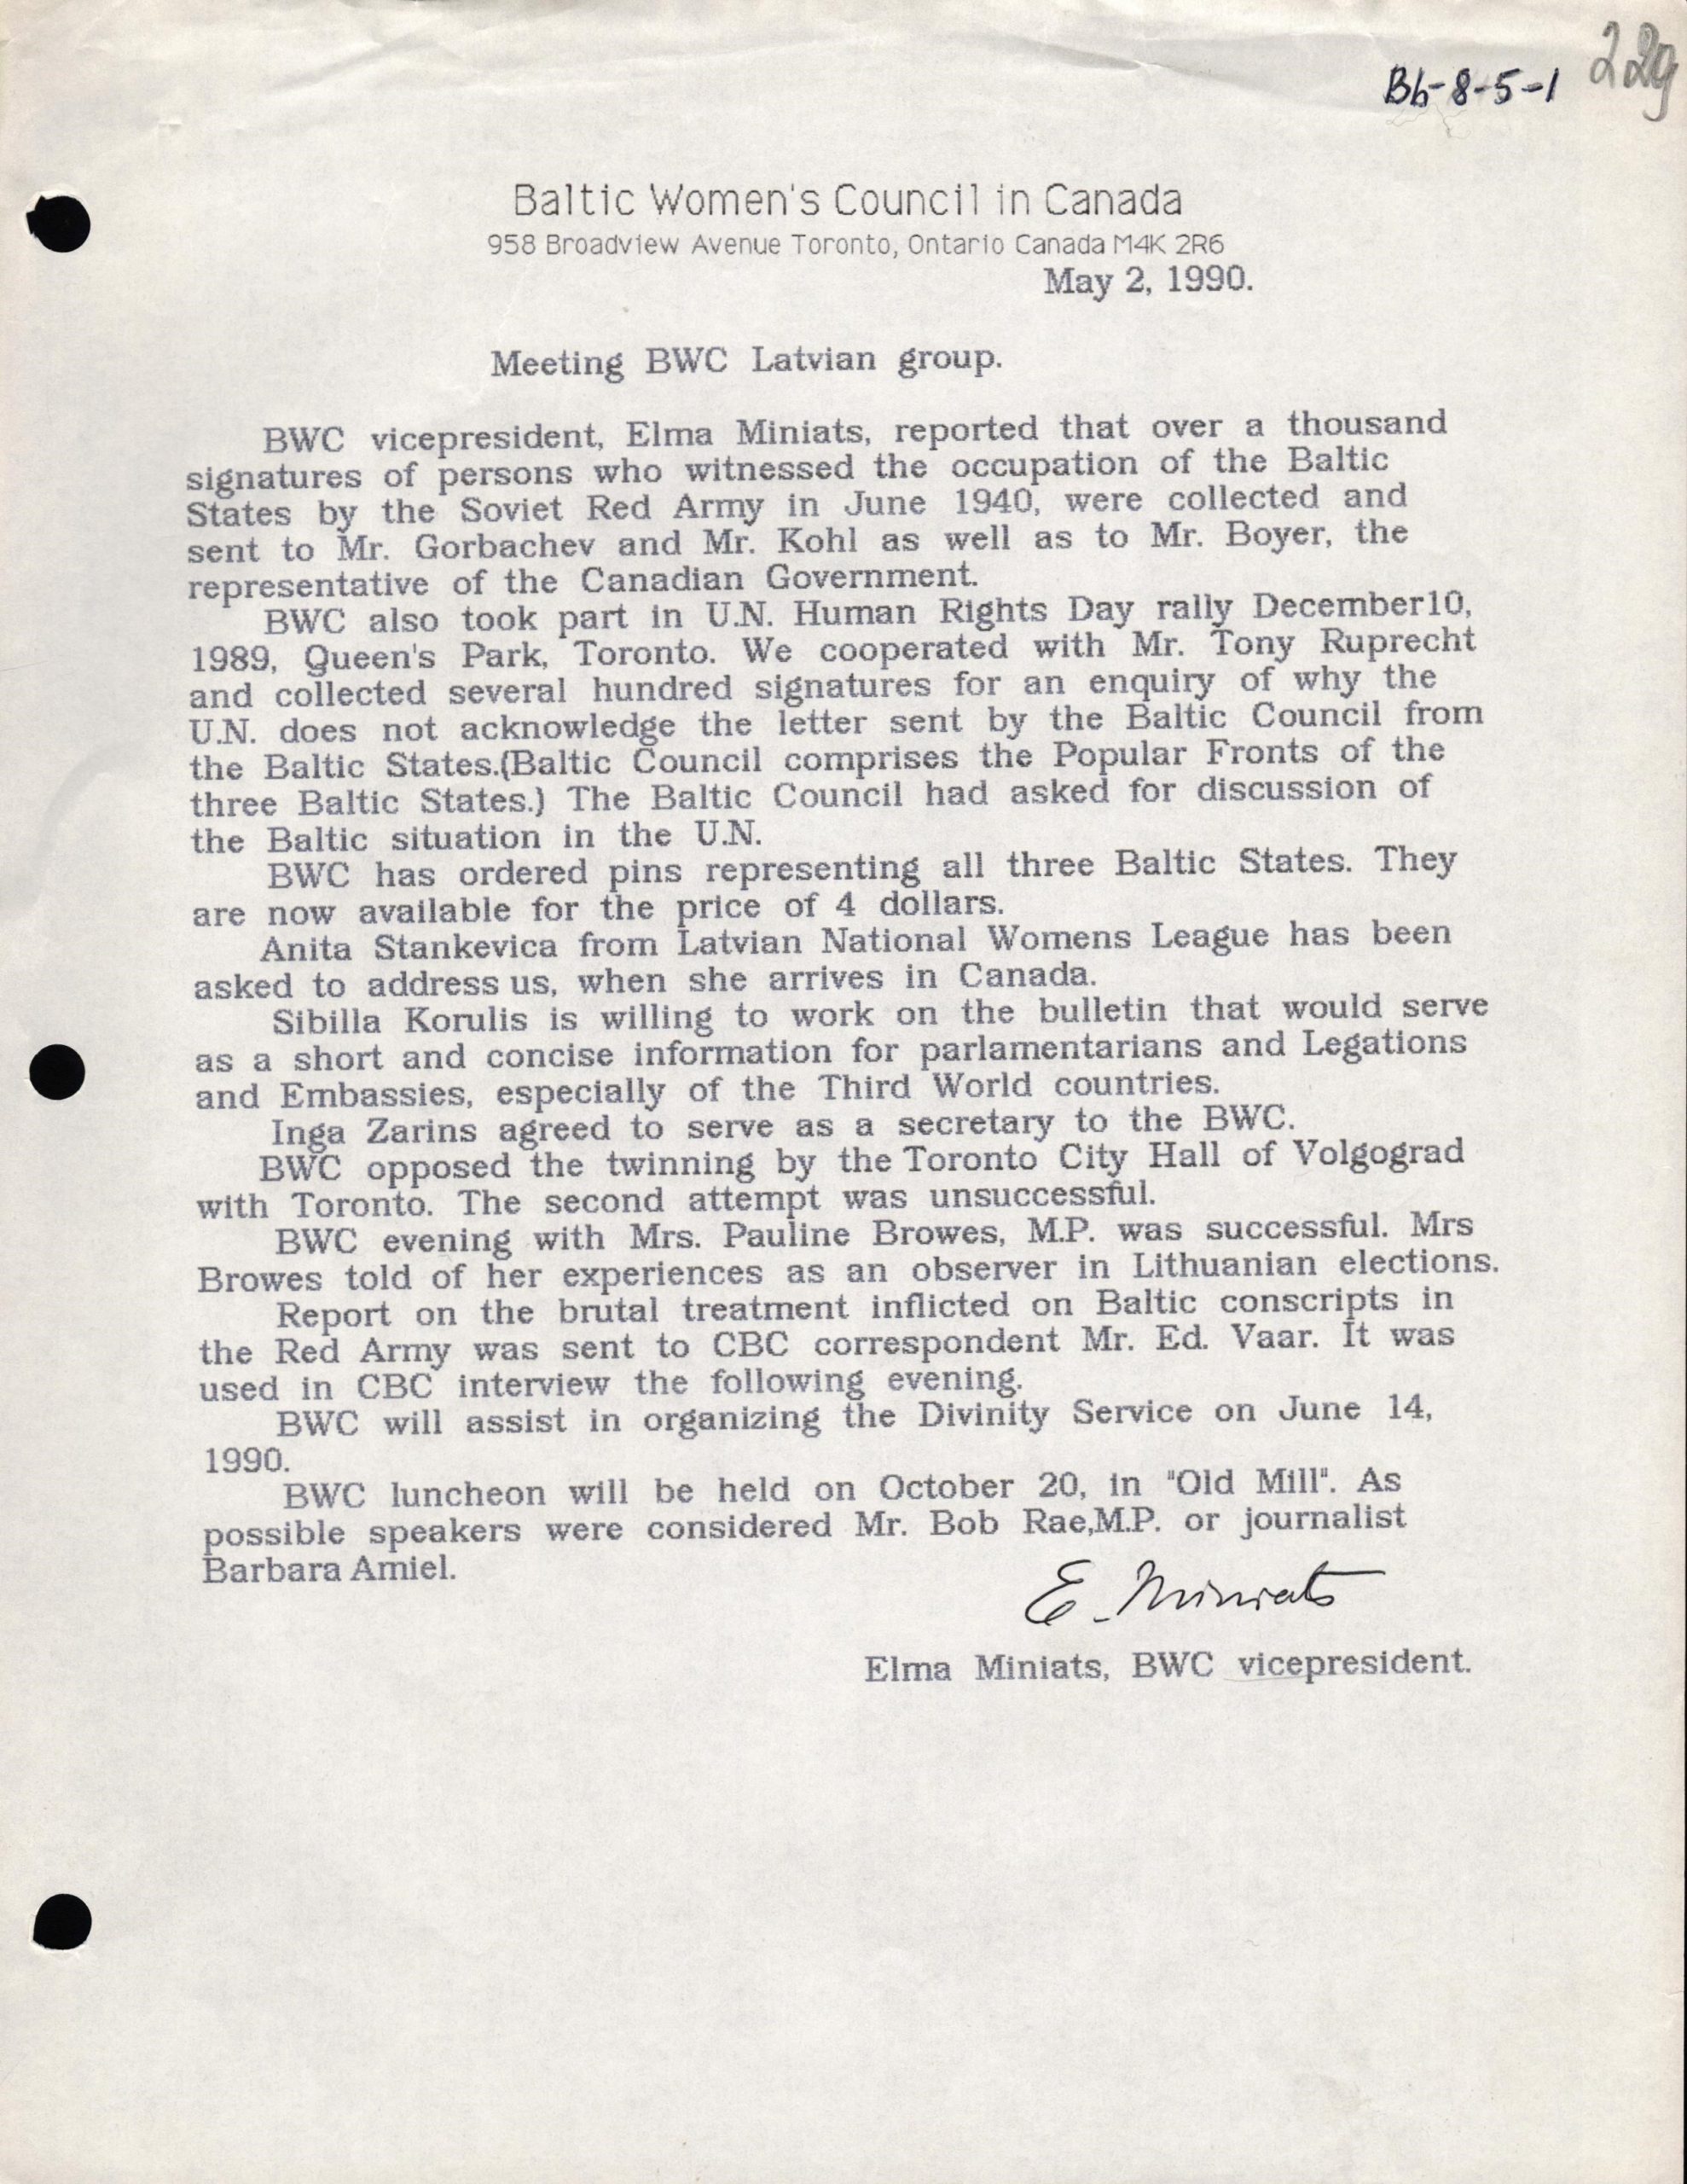 Bb-8-5-1 229
Baltic Women's Council in Canada
958 Broadview Avenue Toronto, Ontario Canada M4K 2R6
May 2, 1990.
Meeting BWC Latvian group.
BWC vicepresident, Elma Miniats, reported that over a thousand
signatures of persons who witnessed the occupation of the Baltic
States by the Soviet Red Army in June 1940, were collected and
sent to Mr. Gorbachev and Mr. Kohl as well as to Mr. Boyer, the
representative of the Canadian Government.
BWC also took part in U.N. Human Rights Day rally December10,
1989, Queen's Park, Toronto. We cooperated with Mr. Tony Ruprecht
and collected several hundred signatures for an enquiry of why the
U.N. does not acknowledge the letter sent by the Baltic Council from
the Baltic States.(Baltic Council comprises the Popular Fronts of the
three Baltic States.) The Baltic Council had asked for discussion of
the Baltic situation in the U.N.
BWC has ordered pins representing all three Baltic States. They
are now available for the price of 4 dollars.
Anita Stankevica from Latvian National Womens League has been
asked to address us, when she arrives in Canada.
Sibilla Korulis is willing to work on the bulletin that would serve
as a short and concise information for parlamentarians and Legations
and Embassies, especially of the Third World countries.
Inga Zarins agreed to serve as a secretary to the BWC.
BWC opposed the twinning by the Toronto City Hall of Volgograd
with Toronto. The second attempt was unsuccessful.
BWC evening with Mrs. Pauline Browes, M.P. was successful. Mrs
Browes told of her experiences as an observer in Lithuanian elections.
Report on the brutal treatment inflicted on Baltic conscripts in
the Red Army was sent to CBC correspondent Mr. Ed. Vaar. It was
used in CBC interview the following evening.
BWC will assist in organizing the Divinity Service on June 14,
1990.
BWC luncheon will be held on October 20, in "Old Mill". As
possible speakers were considered Mr. Bob Rae,M.P. or journalist
Barbara Amiel.
E. Miniats
Elma Miniats, BWC vicepresident.